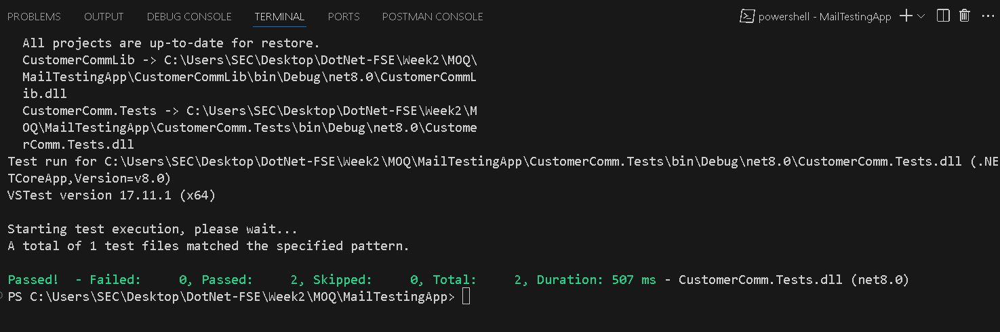 PROBLEMS OUTPUT DEBUG CONSOLE TERMINAL PORTS POSTMAN CONSOLE powershell - MailTestingApp
All projects are up-to-date for restore.
CustomerCommLib -> C:\Users\SEC\Desktop\DotNet-FSE\Week2\MOQ\
MailTestingApp\CustomerCommLib\bin\Debug\net8.0\CustomerCommL
ib.dll
CustomerComm.Tests -> C:\Users\SEC\Desktop\DotNet-FSE\Week2\M
OQ\MailTestingApp\CustomerComm.Tests\bin\Debug\net8.0\Custome
rComm.Tests.dll
Test run for C:\Users\SEC\Desktop\DotNet-FSE\Week2\MOQ\MailTestingApp\CustomerComm.Tests\bin\Debug\net8.0\CustomerComm.Tests.dll (.NE
TCoreApp,Version=v8.0)
VSTest version 17.11.1 (x64)
Starting test execution, please wait...
A total of 1 test files matched the specified pattern.
Passed!  - Failed:     0, Passed:     2, Skipped:     0, Total:     2, Duration: 507 ms - CustomerComm.Tests.dll (net8.0)
PS C:\Users\SEC\Desktop\DotNet-FSE\Week2\MOQ\MailTestingApp>